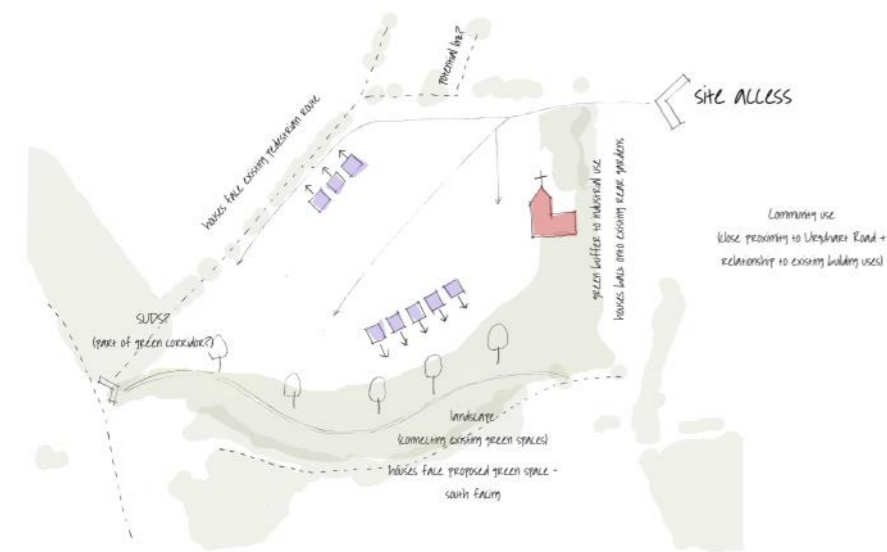 potential link?
site access
houses face existing pedestrian route
green buffer to industrial use
houses back onto existing rear gardens
Community use
(close proximity to Urquhart Road +
relationship to existing building uses)
SUDS?
(part of green corridor?)
landscape
(connecting existing green spaces)
houses face proposed green space -
south facing